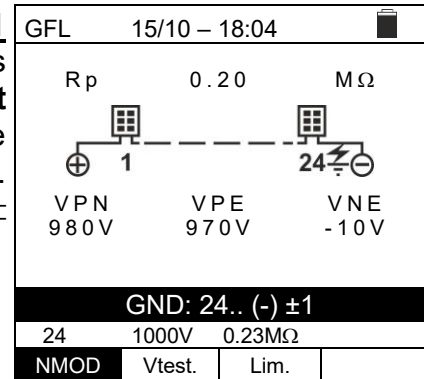 GFL 15/10 – 18:04
Rp 0.20 MΩ
1 24
VPN VPE VNE
980V 970V -10V
GND: 24.. (-) ±1
24 1000V 0.23MΩ
NMOD Vtest. Lim.